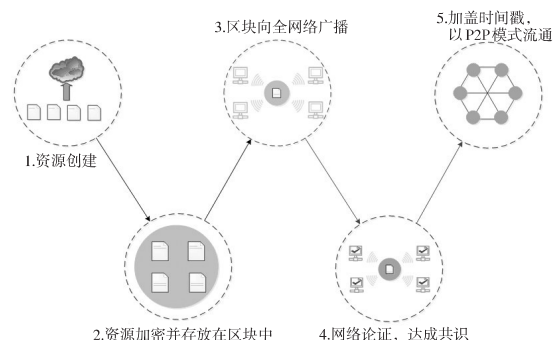 1.资源创建
2.资源加密并存放在区块中
3.区块向全网络广播
4.网络论证，达成共识
5.加盖时间戳，
以P2P模式流通